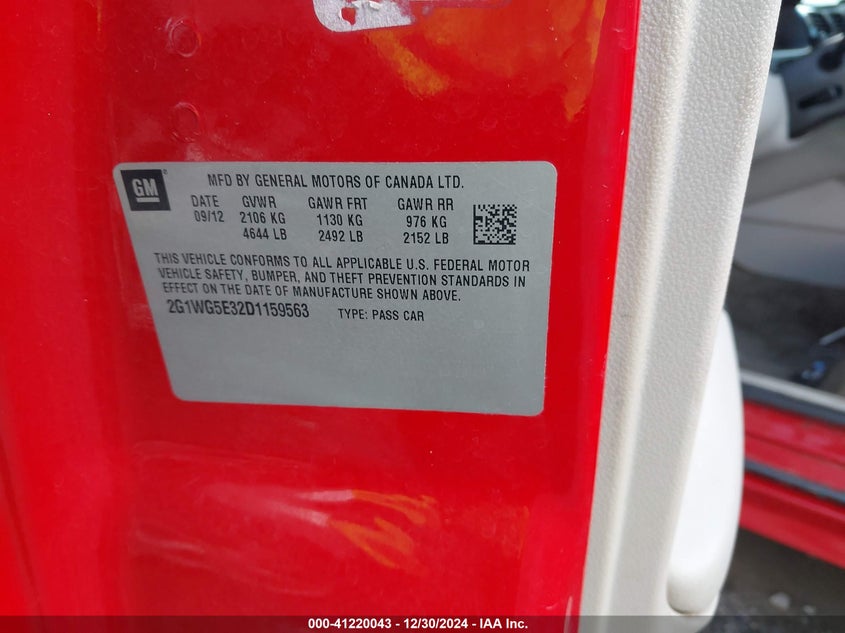 GM
MFD BY GENERAL MOTORS OF CANADA LTD.
DATE GVWR GAWR FRT GAWR RR
09/12 2106 KG 1130 KG 976 KG
4644 LB 2492 LB 2152 LB
THIS VEHICLE CONFORMS TO ALL APPLICABLE U.S. FEDERAL MOTOR
VEHICLE SAFETY, BUMPER, AND THEFT PREVENTION STANDARDS IN
EFFECT ON THE DATE OF MANUFACTURE SHOWN ABOVE.
2G1WG5E32D1159563 TYPE: PASS CAR
000-41220043 - 12/30/2024 - IAA Inc.